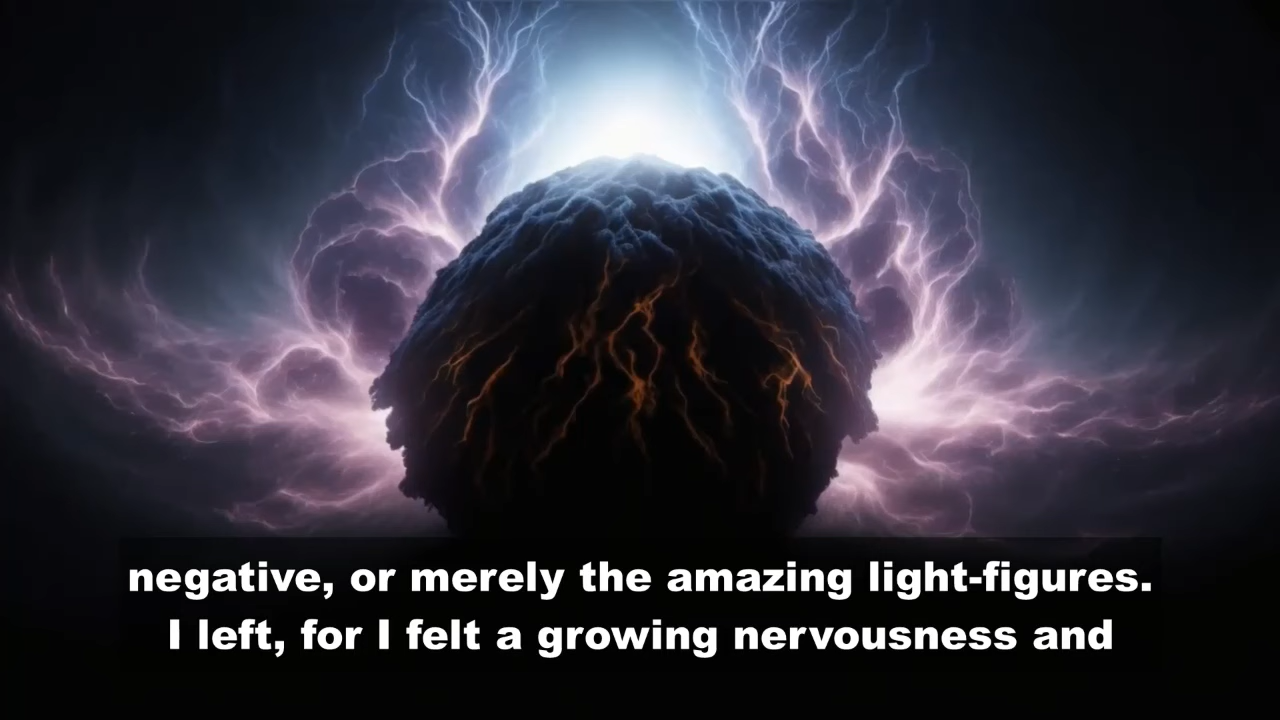 negative, or merely the amazing light-figures.
I left, for I felt a growing nervousness and